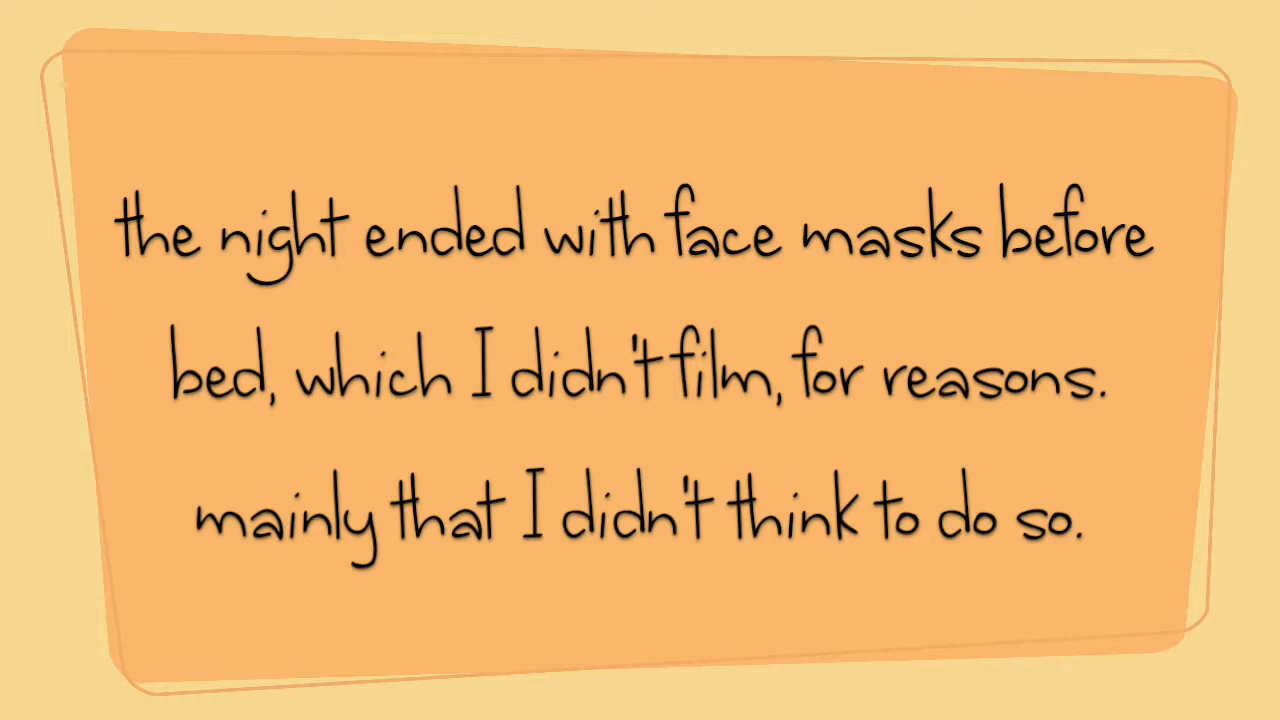 the night ended with face masks before
bed, which I didn't film, for reasons.
mainly that I didn't think to do so.